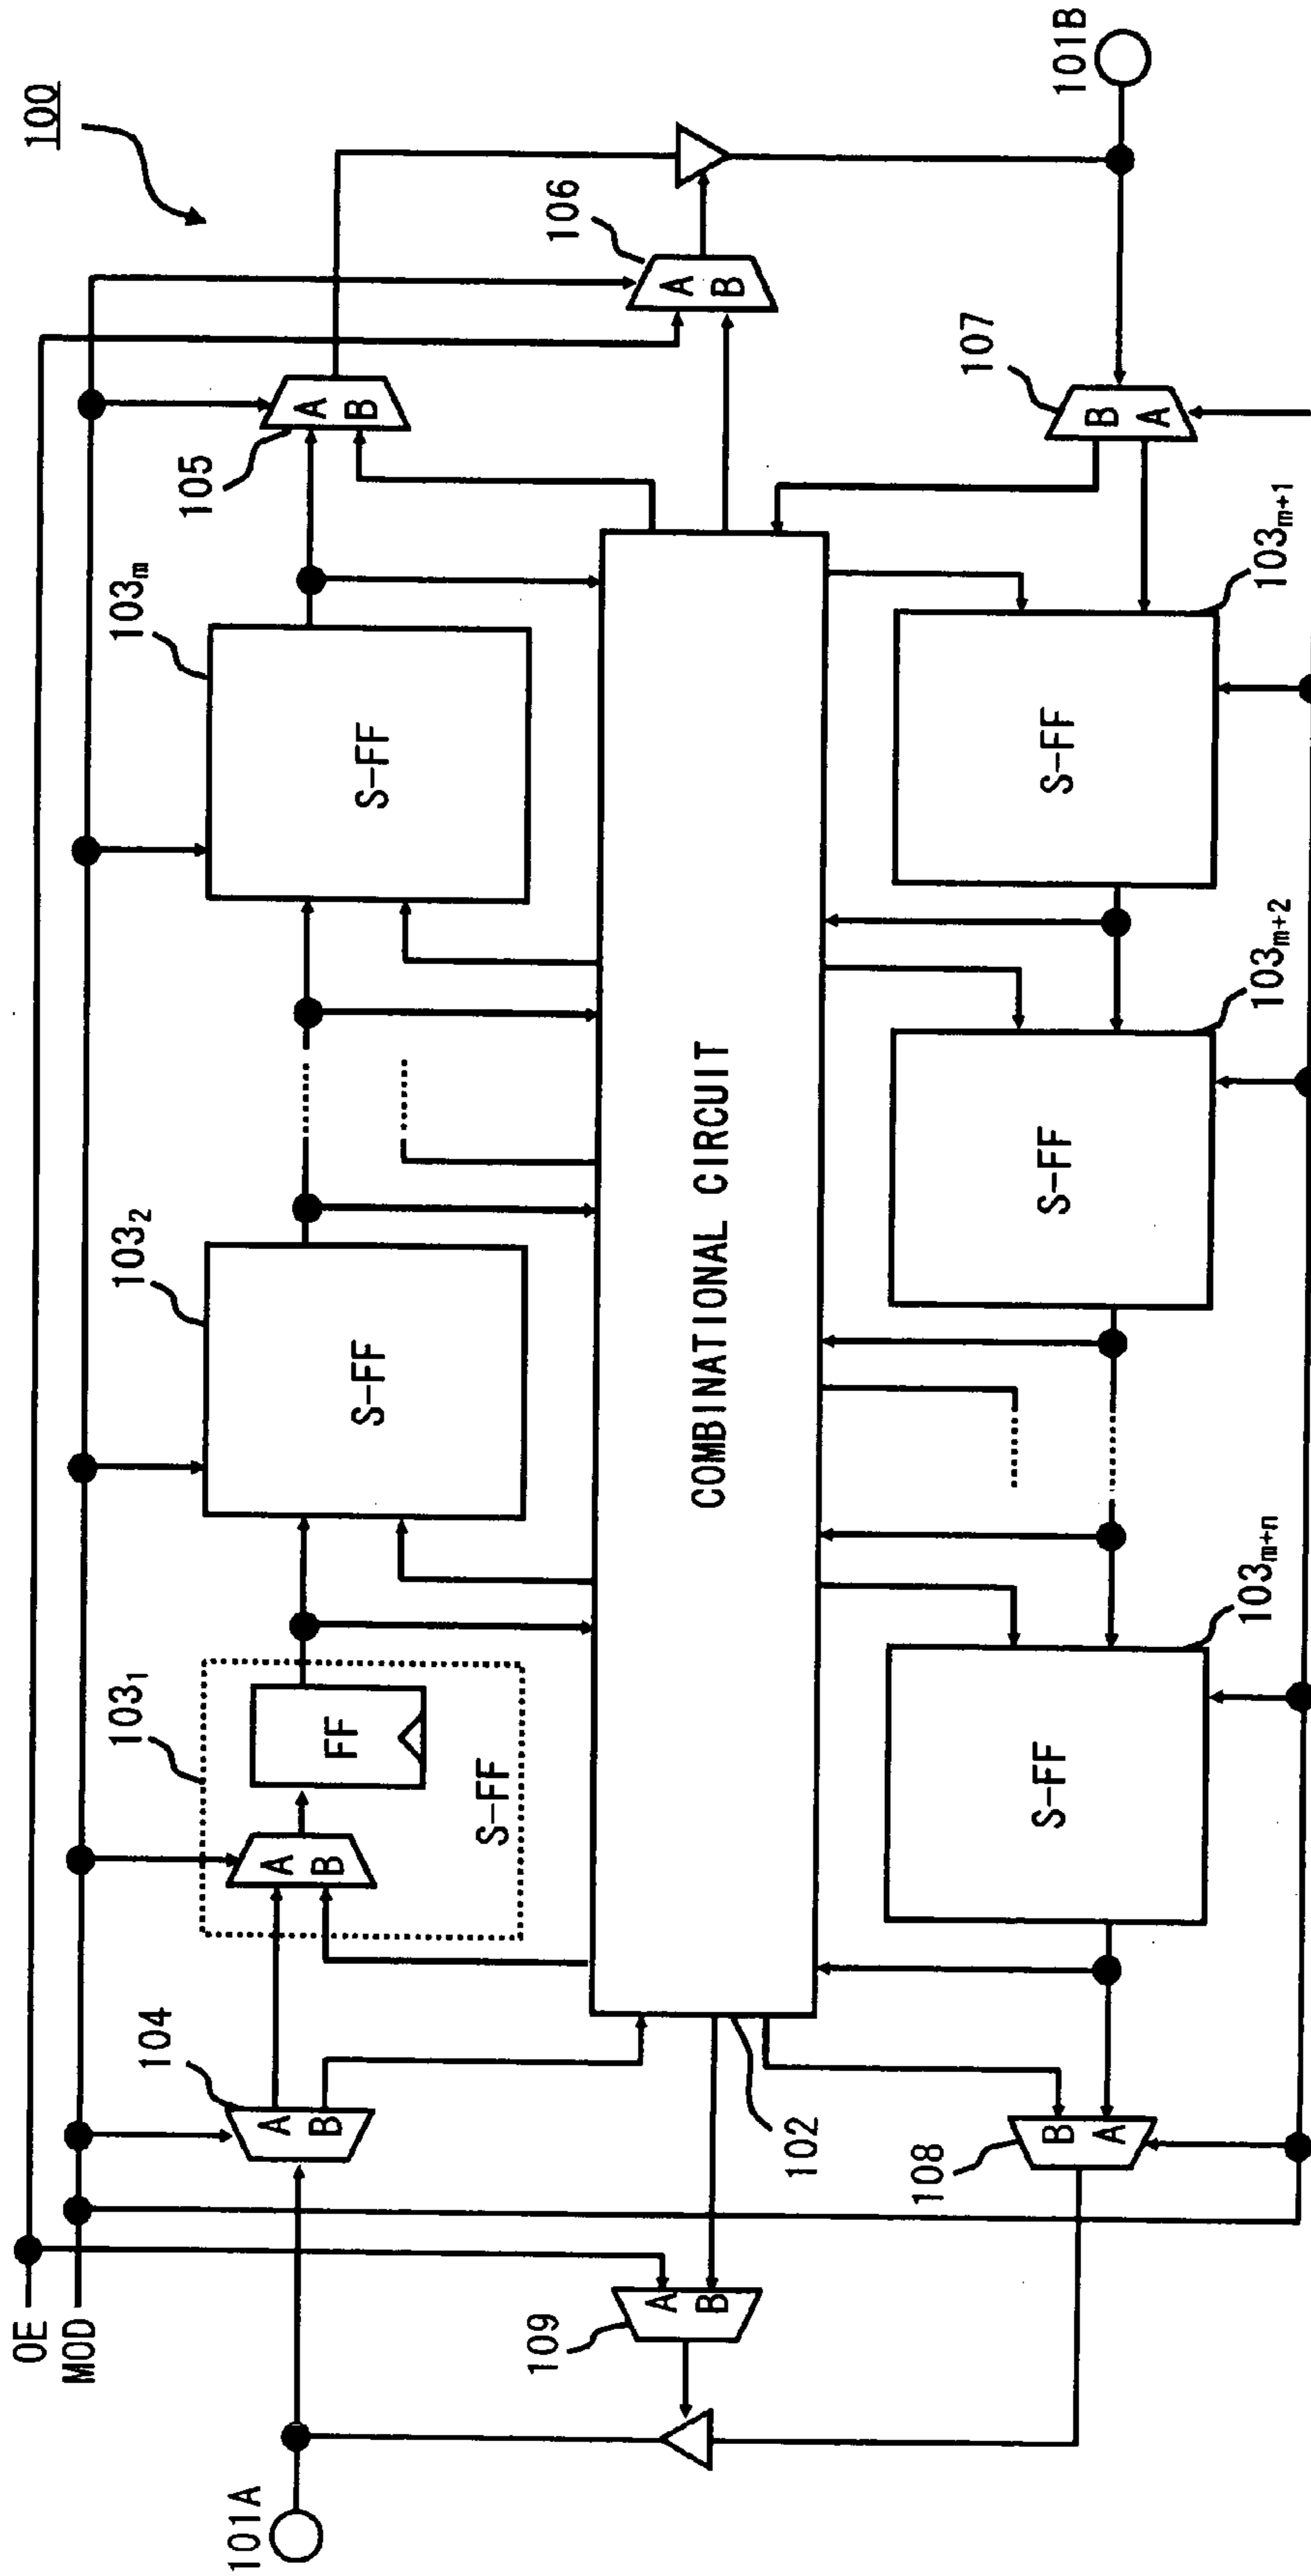 100
OE
MOD
101A
104
A
B
103₁
A
B
FF
S-FF
103₂
S-FF
103ₘ
S-FF
105
A
B
106
A
B
101B
109
A
B
102
COMBINATIONAL CIRCUIT
108
B
A
103ₘ₊ₙ
S-FF
103ₘ₊₂
S-FF
103ₘ₊₁
S-FF
107
B
A